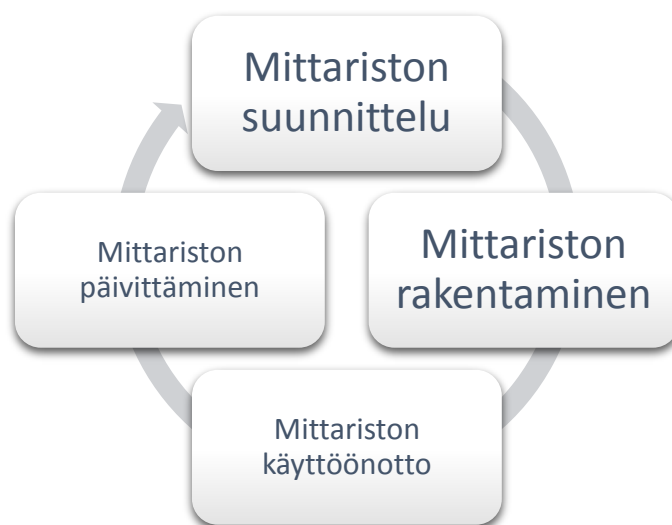 Mittariston
suunnittelu
Mittariston
rakentaminen
Mittariston
käyttöönotto
Mittariston
päivittäminen